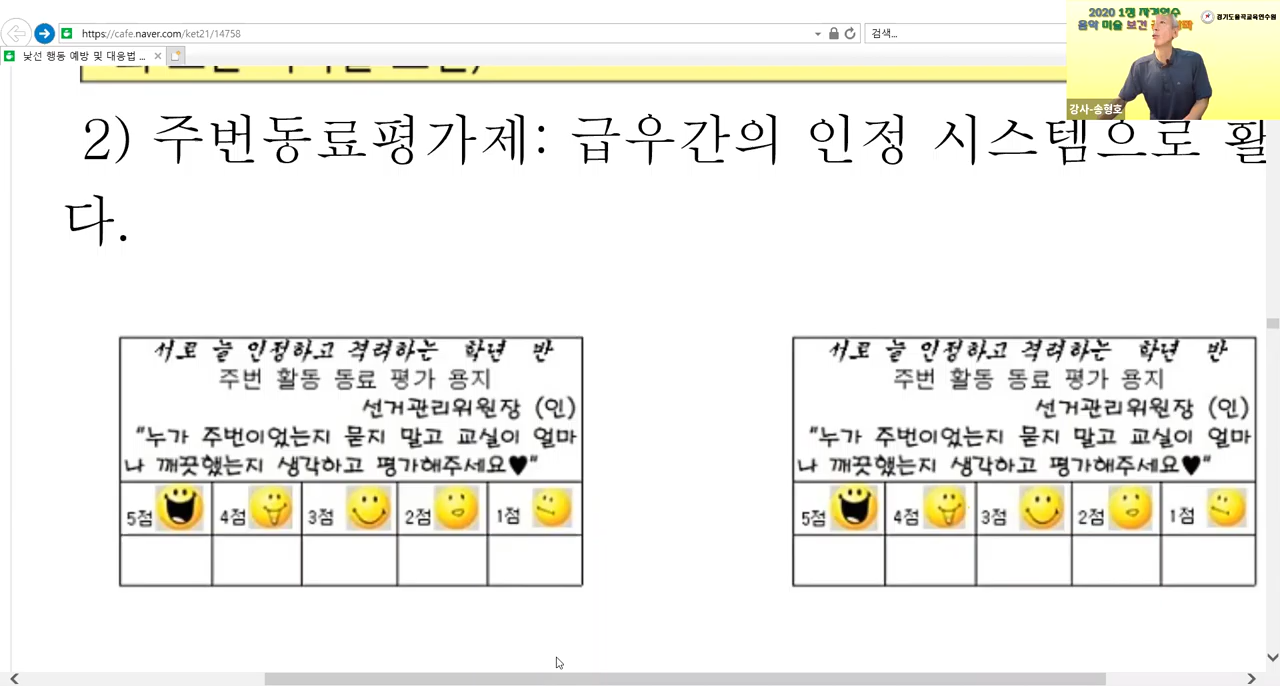 https://cafe.naver.com/ket21/14758
검색...
낯선 행동 예방 및 대응법 ...
2020 1정 자격연수
음악 미술 보건
경기도율곡교육연수원
강사-송형호
2) 주번동료평가제: 급우간의 인정 시스템으로 활
다.
서로 늘 인정하고 격려하는 학년 반
주번 활동 동료 평가 용지
선거관리위원장 (인)
"누가 주번이었는지 묻지 말고 교실이 얼마
나 깨끗했는지 생각하고 평가해주세요♥"
5점 4점 3점 2점 1점
서로 늘 인정하고 격려하는 학년 반
주번 활동 동료 평가 용지
선거관리위원장 (인)
"누가 주번이었는지 묻지 말고 교실이 얼마
나 깨끗했는지 생각하고 평가해주세요♥"
5점 4점 3점 2점 1점